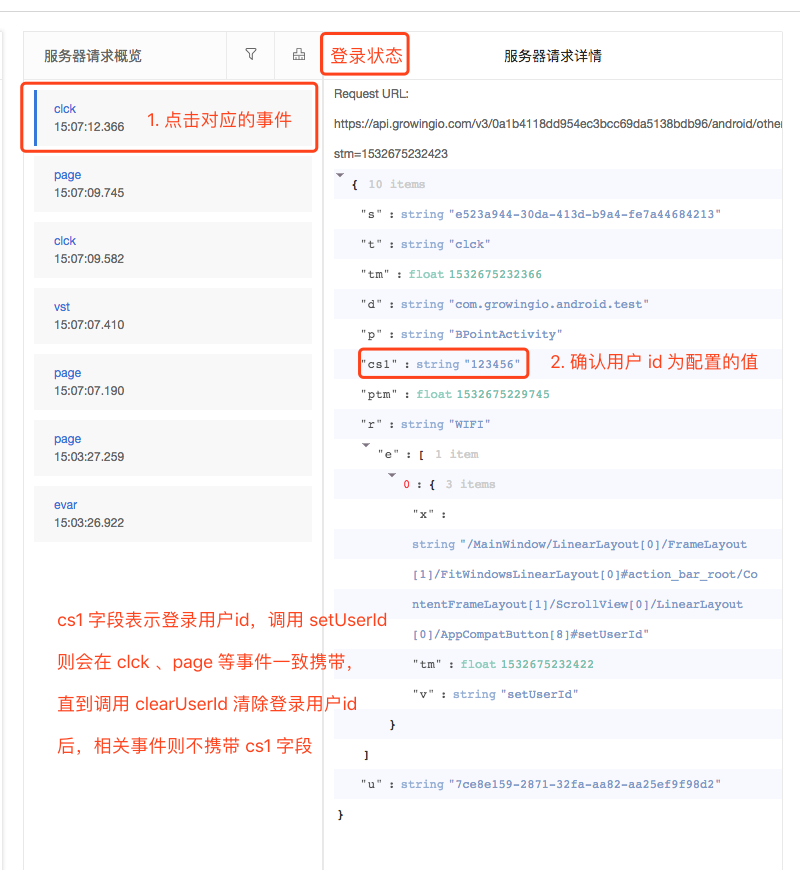 服务器请求概览
登录状态
服务器请求详情
clck
15:07:12.366
1. 点击对应的事件
page
15:07:09.745
clck
15:07:09.582
vst
15:07:07.410
page
15:07:07.190
page
15:03:27.259
evar
15:03:26.922
cs1 字段表示登录用户id，调用 setUserId
则会在 clck 、page 等事件一致携带，
直到调用 clearUserId 清除登录用户id
后，相关事件则不携带 cs1 字段
Request URL:
https://api.growingio.com/v3/0a1b4118dd954ec3bcc69da5138bdb96/android/other
stm=1532675232423
{ 10 items
"s" : string "e523a944-30da-413d-b9a4-fe7a44684213"
"t" : string "clck"
"tm" : float 1532675232366
"d" : string "com.growingio.android.test"
"p" : string "BPointActivity"
"cs1" : string "123456"
2. 确认用户 id 为配置的值
"ptm" : float 1532675229745
"r" : string "WIFI"
"e" : [ 1 item
0 : { 3 items
"x" :
string "/MainWindow/LinearLayout[0]/FrameLayout
[1]/FitWindowsLinearLayout[0]#action_bar_root/Co
ntentFrameLayout[1]/ScrollView[0]/LinearLayout
[0]/AppCompatButton[8]#setUserId"
"tm" : float 1532675232422
"v" : string "setUserId"
}
]
"u" : string "7ce8e159-2871-32fa-aa82-aa25ef9f98d2"
}